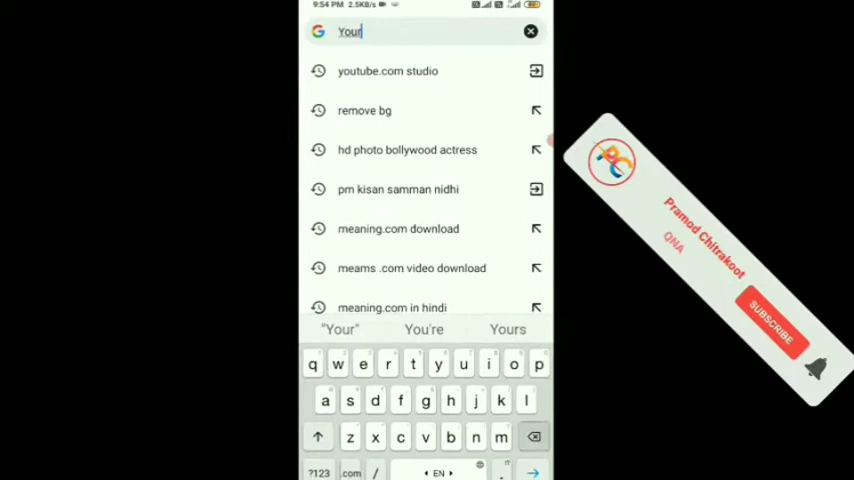 9:54 PM 2.5KB/s
Your
youtube.com studio
remove bg
hd photo bollywood actress
pm kisan samman nidhi
meaning.com download
meams .com video download
meaning.com in hindi
"Your" You're Yours
q w e r t y u i o p
a s d f g h j k l
z x c v b n m
?123 .com / EN .
PC
Pramod Chitrakoot
QNA
SUBSCRIBE